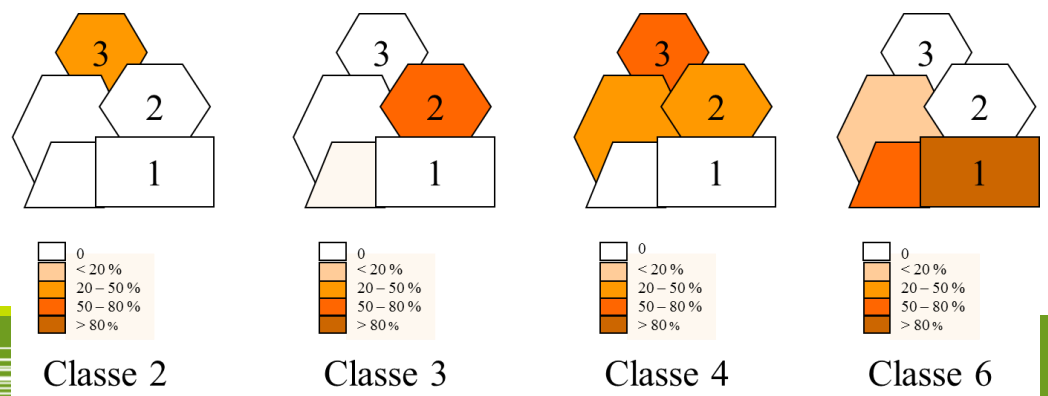 3
2
1
0
< 20 %
20 – 50 %
50 – 80 %
> 80 %
Classe 2
3
2
1
0
< 20 %
20 – 50 %
50 – 80 %
> 80 %
Classe 3
3
2
1
0
< 20 %
20 – 50 %
50 – 80 %
> 80 %
Classe 4
3
2
1
0
< 20 %
20 – 50 %
50 – 80 %
> 80 %
Classe 6